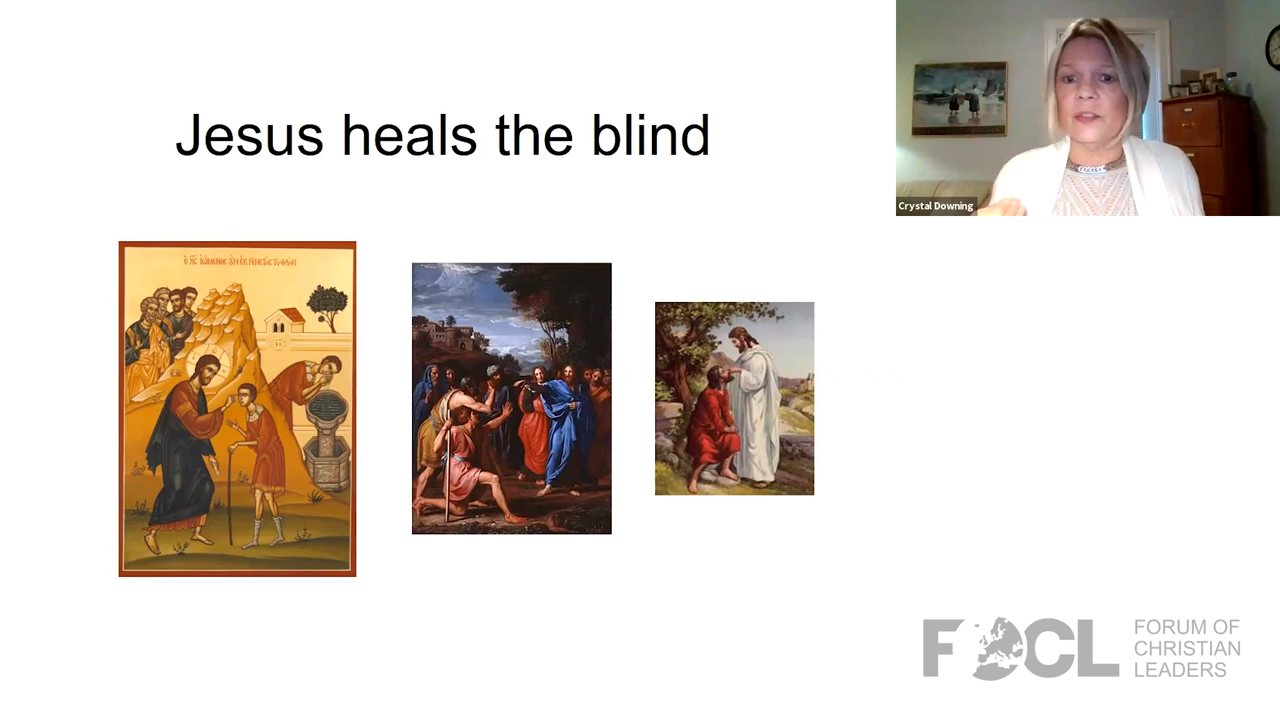 Jesus heals the blind
Crystal Downing
FOCL
FORUM OF
CHRISTIAN
LEADERS